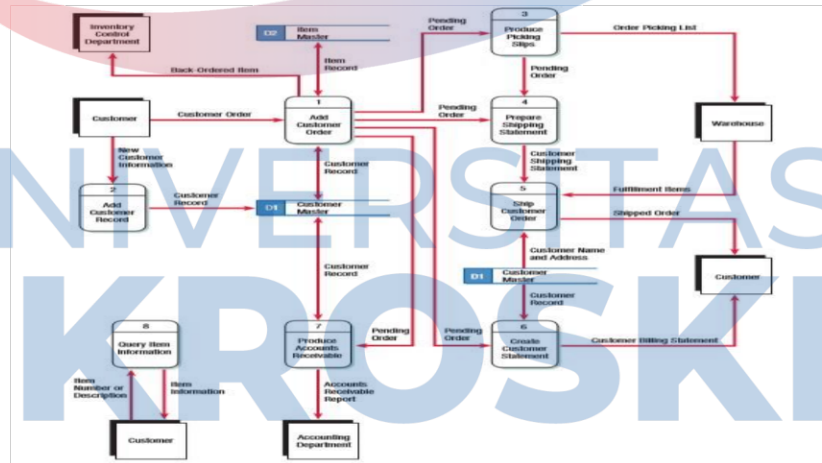 Inventory
Control
Department
D2
Item
Master
Pending
Order
3
Produce
Picking
Slips
Order Picking List
Back-Ordered Item
Item
Record
Pending
Order
Customer
Customer Order
1
Add
Customer
Order
Pending
Order
4
Prepare
Shipping
Statement
Warehouse
New
Customer
Information
Customer
Record
Customer
Shipping
Statement
2
Add
Customer
Record
Customer
Record
D1
Customer
Master
5
Ship
Customer
Order
Fulfillment Items
Shipped Order
Customer Name
and Address
Customer
Record
D1
Customer
Master
Customer
Customer
Record
8
Query Item
Information
7
Produce
Accounts
Receivable
Pending
Order
Pending
Order
6
Create
Customer
Statement
Customer Billing Statement
Item
Number or
Description
Item
Information
Accounts
Receivable
Report
Customer
Accounting
Department
NIVERSITAS
KROSKI